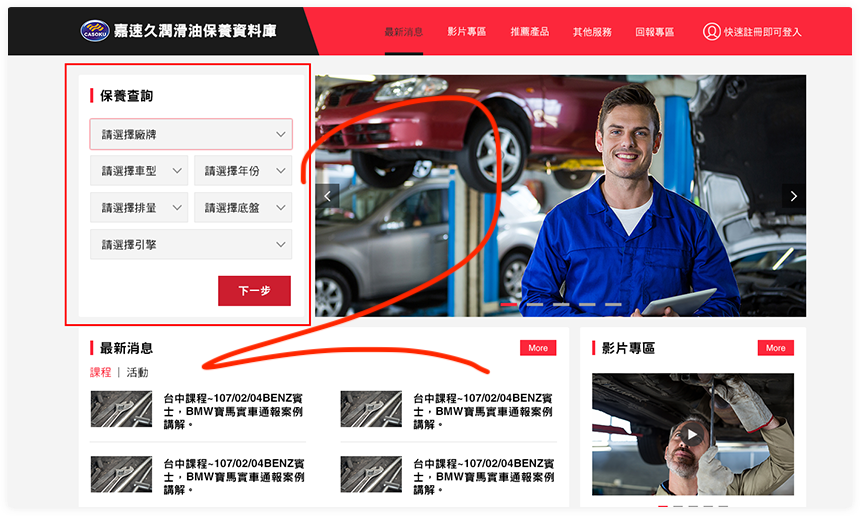 CASOKU
嘉速久潤滑油保養資料庫
最新消息
影片專區
推薦產品
其他服務
回報專區
快速註冊即可登入
保養查詢
請選擇廠牌
請選擇車型
請選擇年份
請選擇排量
請選擇底盤
請選擇引擎
下一步
最新消息
More
課程 | 活動
台中課程~107/02/04BENZ賓
士,BMW寶馬實車通報案例
講解。
台中課程~107/02/04BENZ賓
士,BMW寶馬實車通報案例
講解。
台中課程~107/02/04BENZ賓
士,BMW寶馬實車通報案例
講解。
台中課程~107/02/04BENZ賓
士,BMW寶馬實車通報案例
講解。
影片專區
More